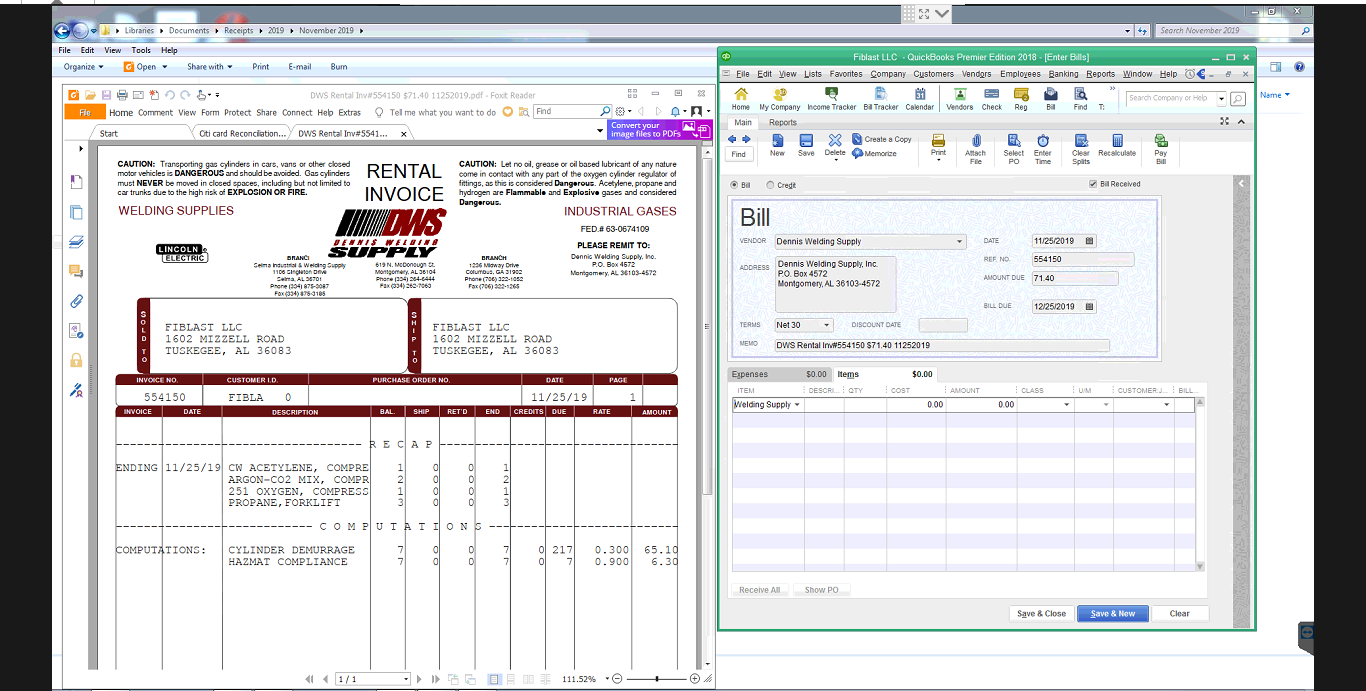 Libraries Documents Receipts 2019 November 2019
Search November 2019
File Edit View Tools Help
Organize Open Share with Print E-mail Burn
Name
DWS Rental Inv#554150 $71.40 11252019.pdf - Foxit Reader
File Home Comment View Form Protect Share Connect Help Extras Tell me what you want to do Find
Start Citi card Reconciliation... DWS Rental Inv#5541...
Convert your
image files to PDFs
CAUTION: Transporting gas cylinders in cars, vans or other closed
motor vehicles is DANGEROUS and should be avoided. Gas cylinders
must NEVER be moved in closed spaces, including but not limited to
car trunks due to the high risk of EXPLOSION OR FIRE.
RENTAL
INVOICE
CAUTION: Let no oil, grease or oil based lubricant of any nature
come in contact with any part of the oxygen cylinder regulator of
fittings, as this is considered Dangerous. Acetylene, propane and
hydrogen are Flammable and Explosive gases and considered
Dangerous.
WELDING SUPPLIES
INDUSTRIAL GASES
FED.# 63-0674109
LINCOLN
ELECTRIC
DWS
DENNIS WELDING
SUPPLY
PLEASE REMIT TO:
Dennis Welding Supply, Inc.
P.O. Box 4572
Montgomery, AL 36103-4572
BRANCH
Selma Industrial & Welding Supply
1106 Singleton Drive
Selma, AL 36701
Phone (334) 875-3087
Fax (334) 875-3185
619 N. McDonough St.
Montgomery, AL 36104
Phone (334) 264-6444
Fax (334) 262-7063
BRANCH
1236 Midway Drive
Columbus, GA 31902
Phone (706) 322-1052
Fax (706) 322-1265
SOLD TO
FIBLAST LLC
1602 MIZZELL ROAD
TUSKEGEE, AL 36083
SHIP TO
FIBLAST LLC
1602 MIZZELL ROAD
TUSKEGEE, AL 36083
INVOICE NO. CUSTOMER I.D. PURCHASE ORDER NO. DATE PAGE
554150 FIBLA 0 11/25/19 1
INVOICE DATE DESCRIPTION BAL. SHIP RET'D END CREDITS DUE RATE AMOUNT
R E C A P
ENDING 11/25/19 CW ACETYLENE, COMPRE 1 0 0 1
ARGON-CO2 MIX, COMPR 2 0 0 2
251 OXYGEN, COMPRESS 1 0 0 1
PROPANE,FORKLIFT 3 0 0 3
C O M P U T A T I O N S
COMPUTATIONS: CYLINDER DEMURRAGE 7 0 0 7 0 217 0.300 65.10
HAZMAT COMPLIANCE 7 0 0 7 0 7 0.900 6.30
1 / 1
111.52%
Fiblast LLC - QuickBooks Premier Edition 2018 - [Enter Bills]
File Edit View Lists Favorites Company Customers Vendors Employees Banking Reports Window Help
Home My Company Income Tracker Bill Tracker Calendar Vendors Check Reg Bill Find T:
Search Company or Help
Main Reports
Find New Save Delete Create a Copy Memorize Print Attach File Select PO Enter Time Clear Splits Recalculate Pay Bill
Bill Credit Bill Received
Bill
VENDOR Dennis Welding Supply
DATE 11/25/2019
REF. NO. 554150
ADDRESS Dennis Welding Supply, Inc.
P.O. Box 4572
Montgomery, AL 36103-4572
AMOUNT DUE 71.40
BILL DUE 12/25/2019
TERMS Net 30 DISCOUNT DATE
MEMO DWS Rental Inv#554150 $71.40 11252019
Expenses $0.00 Items $0.00
ITEM DESCRI... QTY COST AMOUNT CLASS U/M CUSTOMER:J... BILL...
Welding Supply 0.00 0.00
Receive All Show PO
Save & Close Save & New Clear